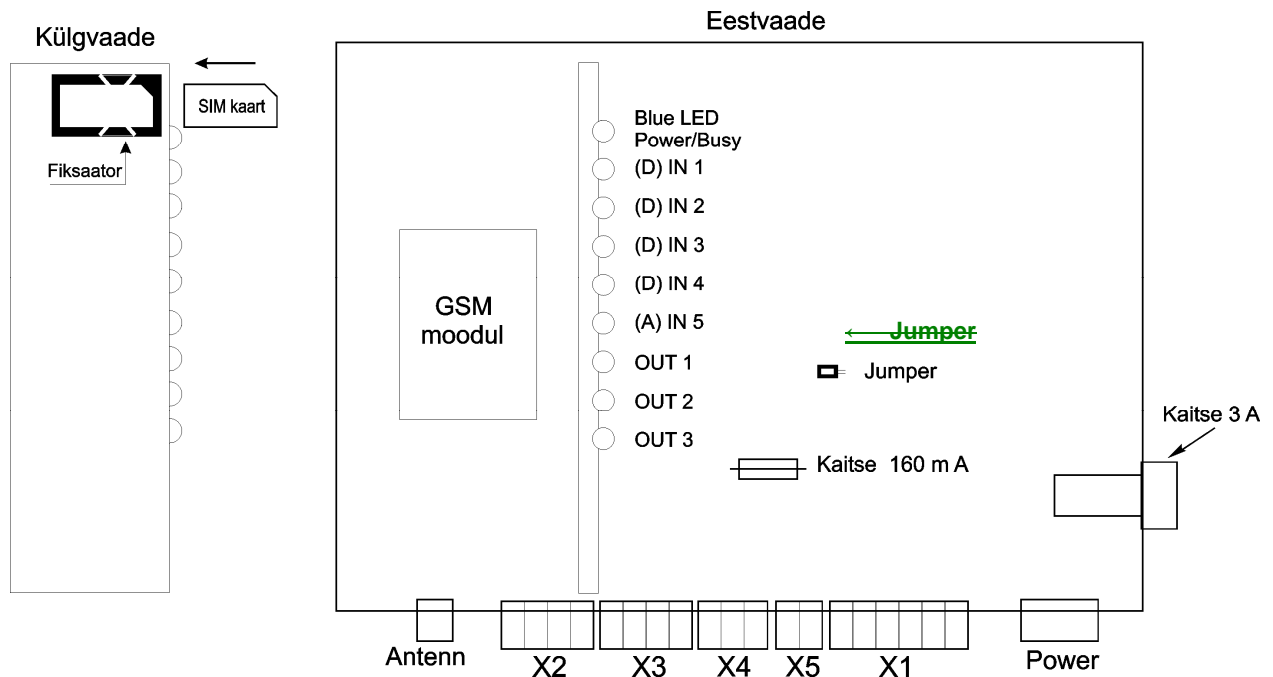 Külgvaade
SIM kaart
Fiksaator
Eestvaade
Blue LED
Power/Busy
(D) IN 1
(D) IN 2
(D) IN 3
(D) IN 4
(A) IN 5
OUT 1
OUT 2
OUT 3
GSM
moodul
Jumper
Jumper
Kaitse 160 m A
Kaitse 3 A
Antenn
X2
X3
X4
X5
X1
Power